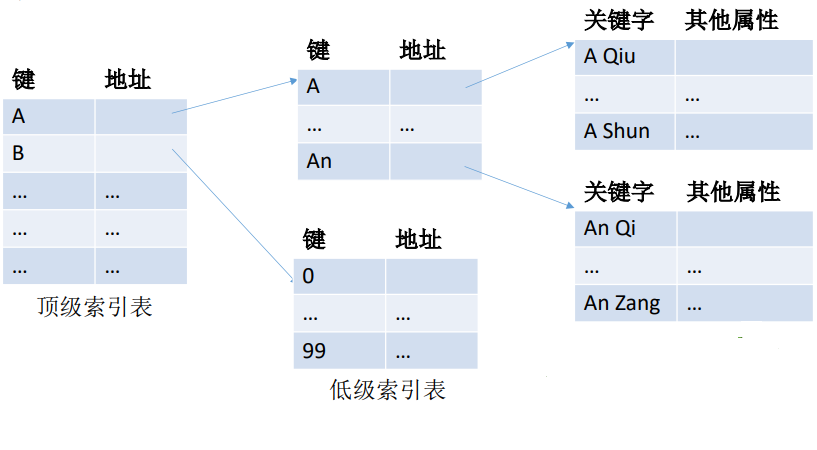 键 地址
A
B
... ...
... ...
... ...
顶级索引表
键 地址
A
... ...
An
键 地址
0
... ...
99 ...
低级索引表
关键字 其他属性
A Qiu
... ...
A Shun ...
关键字 其他属性
An Qi
... ...
An Zang ...